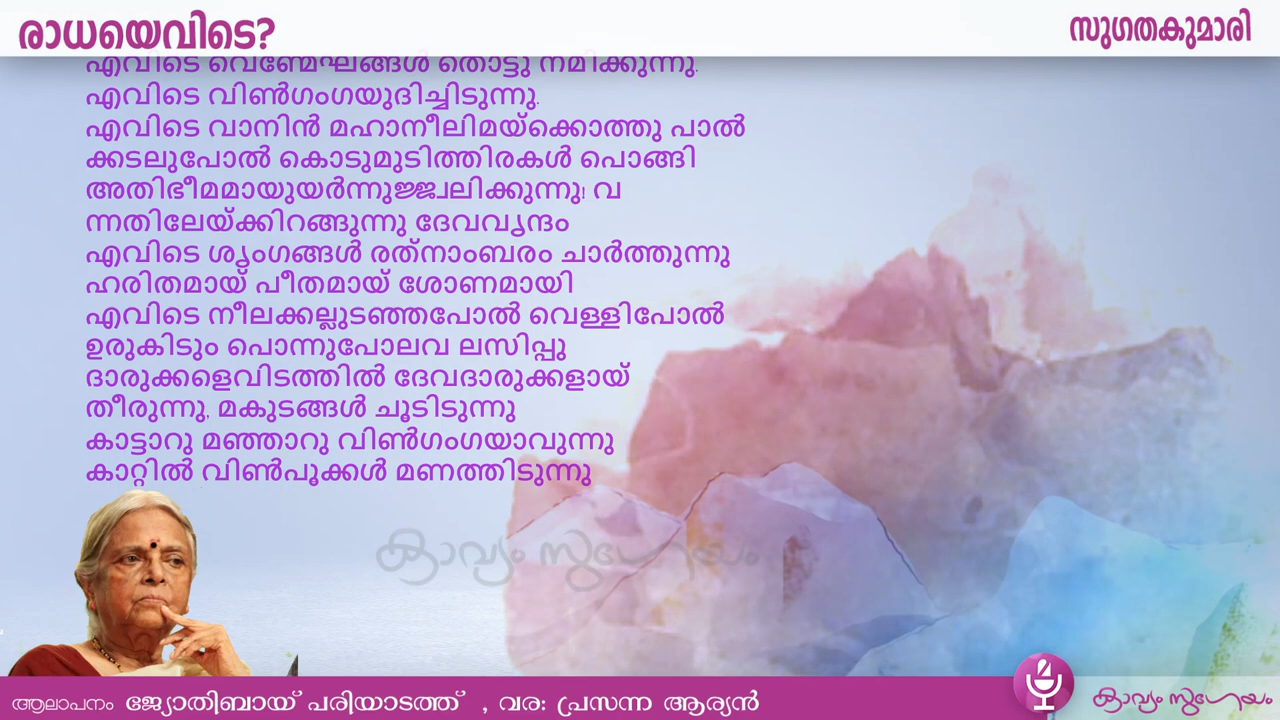 രാധയെവിടെ?
സുഗതകുമാരി
എവിടെ വെണ്മേഘങ്ങൾ തൊട്ടു നമിക്കുന്നു.
എവിടെ വിൺഗംഗയുദിച്ചിടുന്നു.
എവിടെ വാനിൻ മഹാനീലിമയ്ക്കൊത്തു പാൽ
ക്കടലുപോൽ കൊടുമുടിത്തിരകൾ പൊങ്ങി
അതിഭീമമായുയർന്നുജ്ജ്വലിക്കുന്നു! വ
ന്നതിലേയ്ക്കിറങ്ങുന്നു ദേവവൃന്ദം
എവിടെ ശൃംഗങ്ങൾ രത്നാംബരം ചാർത്തുന്നു
ഹരിതമായ് പീതമായ് ശോണമായി
എവിടെ നീലക്കല്ലുടഞ്ഞപോൽ വെള്ളിപോൽ
ഉരുകിടും പൊന്നുപോലവ ലസിപ്പു
ദാരുക്കളെവിടത്തിൽ ദേവദാരുക്കളായ്
തീരുന്നു, മകുടങ്ങൾ ചൂടിടുന്നു
കാട്ടാറു മഞ്ഞാറു വിൺഗംഗയാവുന്നു
കാറ്റിൽ വിൺപൂക്കൾ മണത്തിടുന്നു
കാവ്യം സുഗേയം
ആലാപനം ജ്യോതിബായ് പരിയാടത്ത് , വര: പ്രസന്ന ആര്യൻ
കാവ്യം സുഗേയം